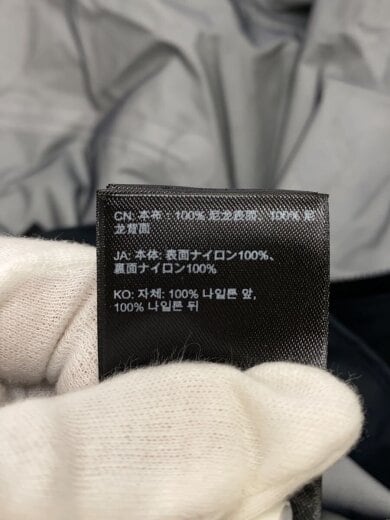 CN: 本布：100% 尼龙表面、100% 尼
龙背面
JA: 本体: 表面ナイロン100%、
裏面ナイロン100%
KO: 자체: 100% 나일론 앞,
100% 나일론 뒤